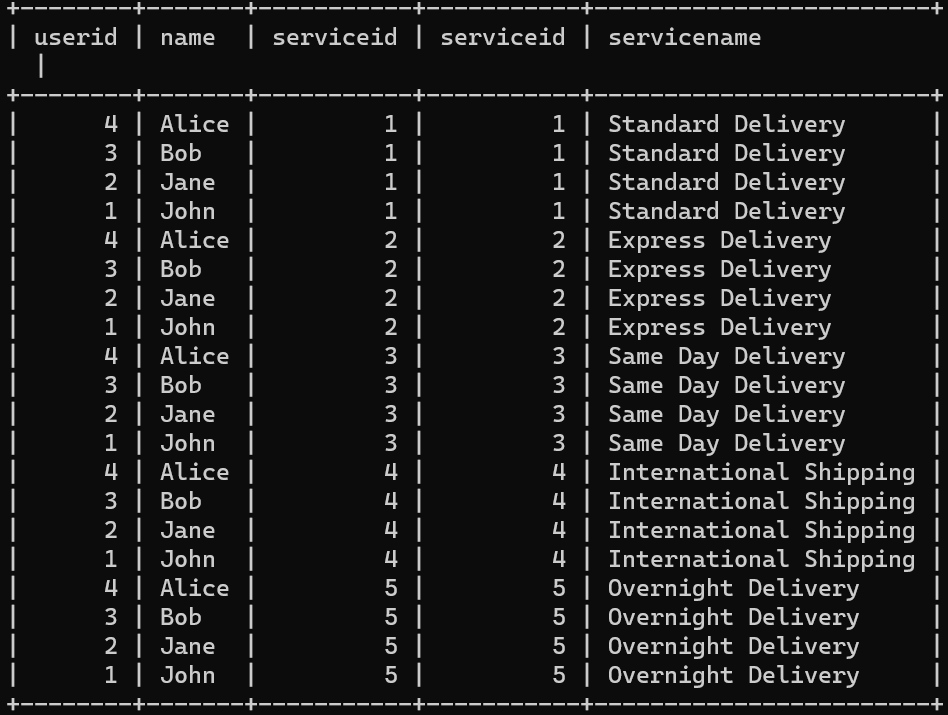 +--------+-------+------------+------------+------------------------+
| userid | name  | serviceid | serviceid | servicename
  |
+--------+-------+------------+------------+------------------------+
|      4 | Alice |         1 |         1 | Standard Delivery      |
|      3 | Bob   |         1 |         1 | Standard Delivery      |
|      2 | Jane  |         1 |         1 | Standard Delivery      |
|      1 | John  |         1 |         1 | Standard Delivery      |
|      4 | Alice |         2 |         2 | Express Delivery       |
|      3 | Bob   |         2 |         2 | Express Delivery       |
|      2 | Jane  |         2 |         2 | Express Delivery       |
|      1 | John  |         2 |         2 | Express Delivery       |
|      4 | Alice |         3 |         3 | Same Day Delivery      |
|      3 | Bob   |         3 |         3 | Same Day Delivery      |
|      2 | Jane  |         3 |         3 | Same Day Delivery      |
|      1 | John  |         3 |         3 | Same Day Delivery      |
|      4 | Alice |         4 |         4 | International Shipping |
|      3 | Bob   |         4 |         4 | International Shipping |
|      2 | Jane  |         4 |         4 | International Shipping |
|      1 | John  |         4 |         4 | International Shipping |
|      4 | Alice |         5 |         5 | Overnight Delivery     |
|      3 | Bob   |         5 |         5 | Overnight Delivery     |
|      2 | Jane  |         5 |         5 | Overnight Delivery     |
|      1 | John  |         5 |         5 | Overnight Delivery     |
+--------+-------+------------+------------+------------------------+